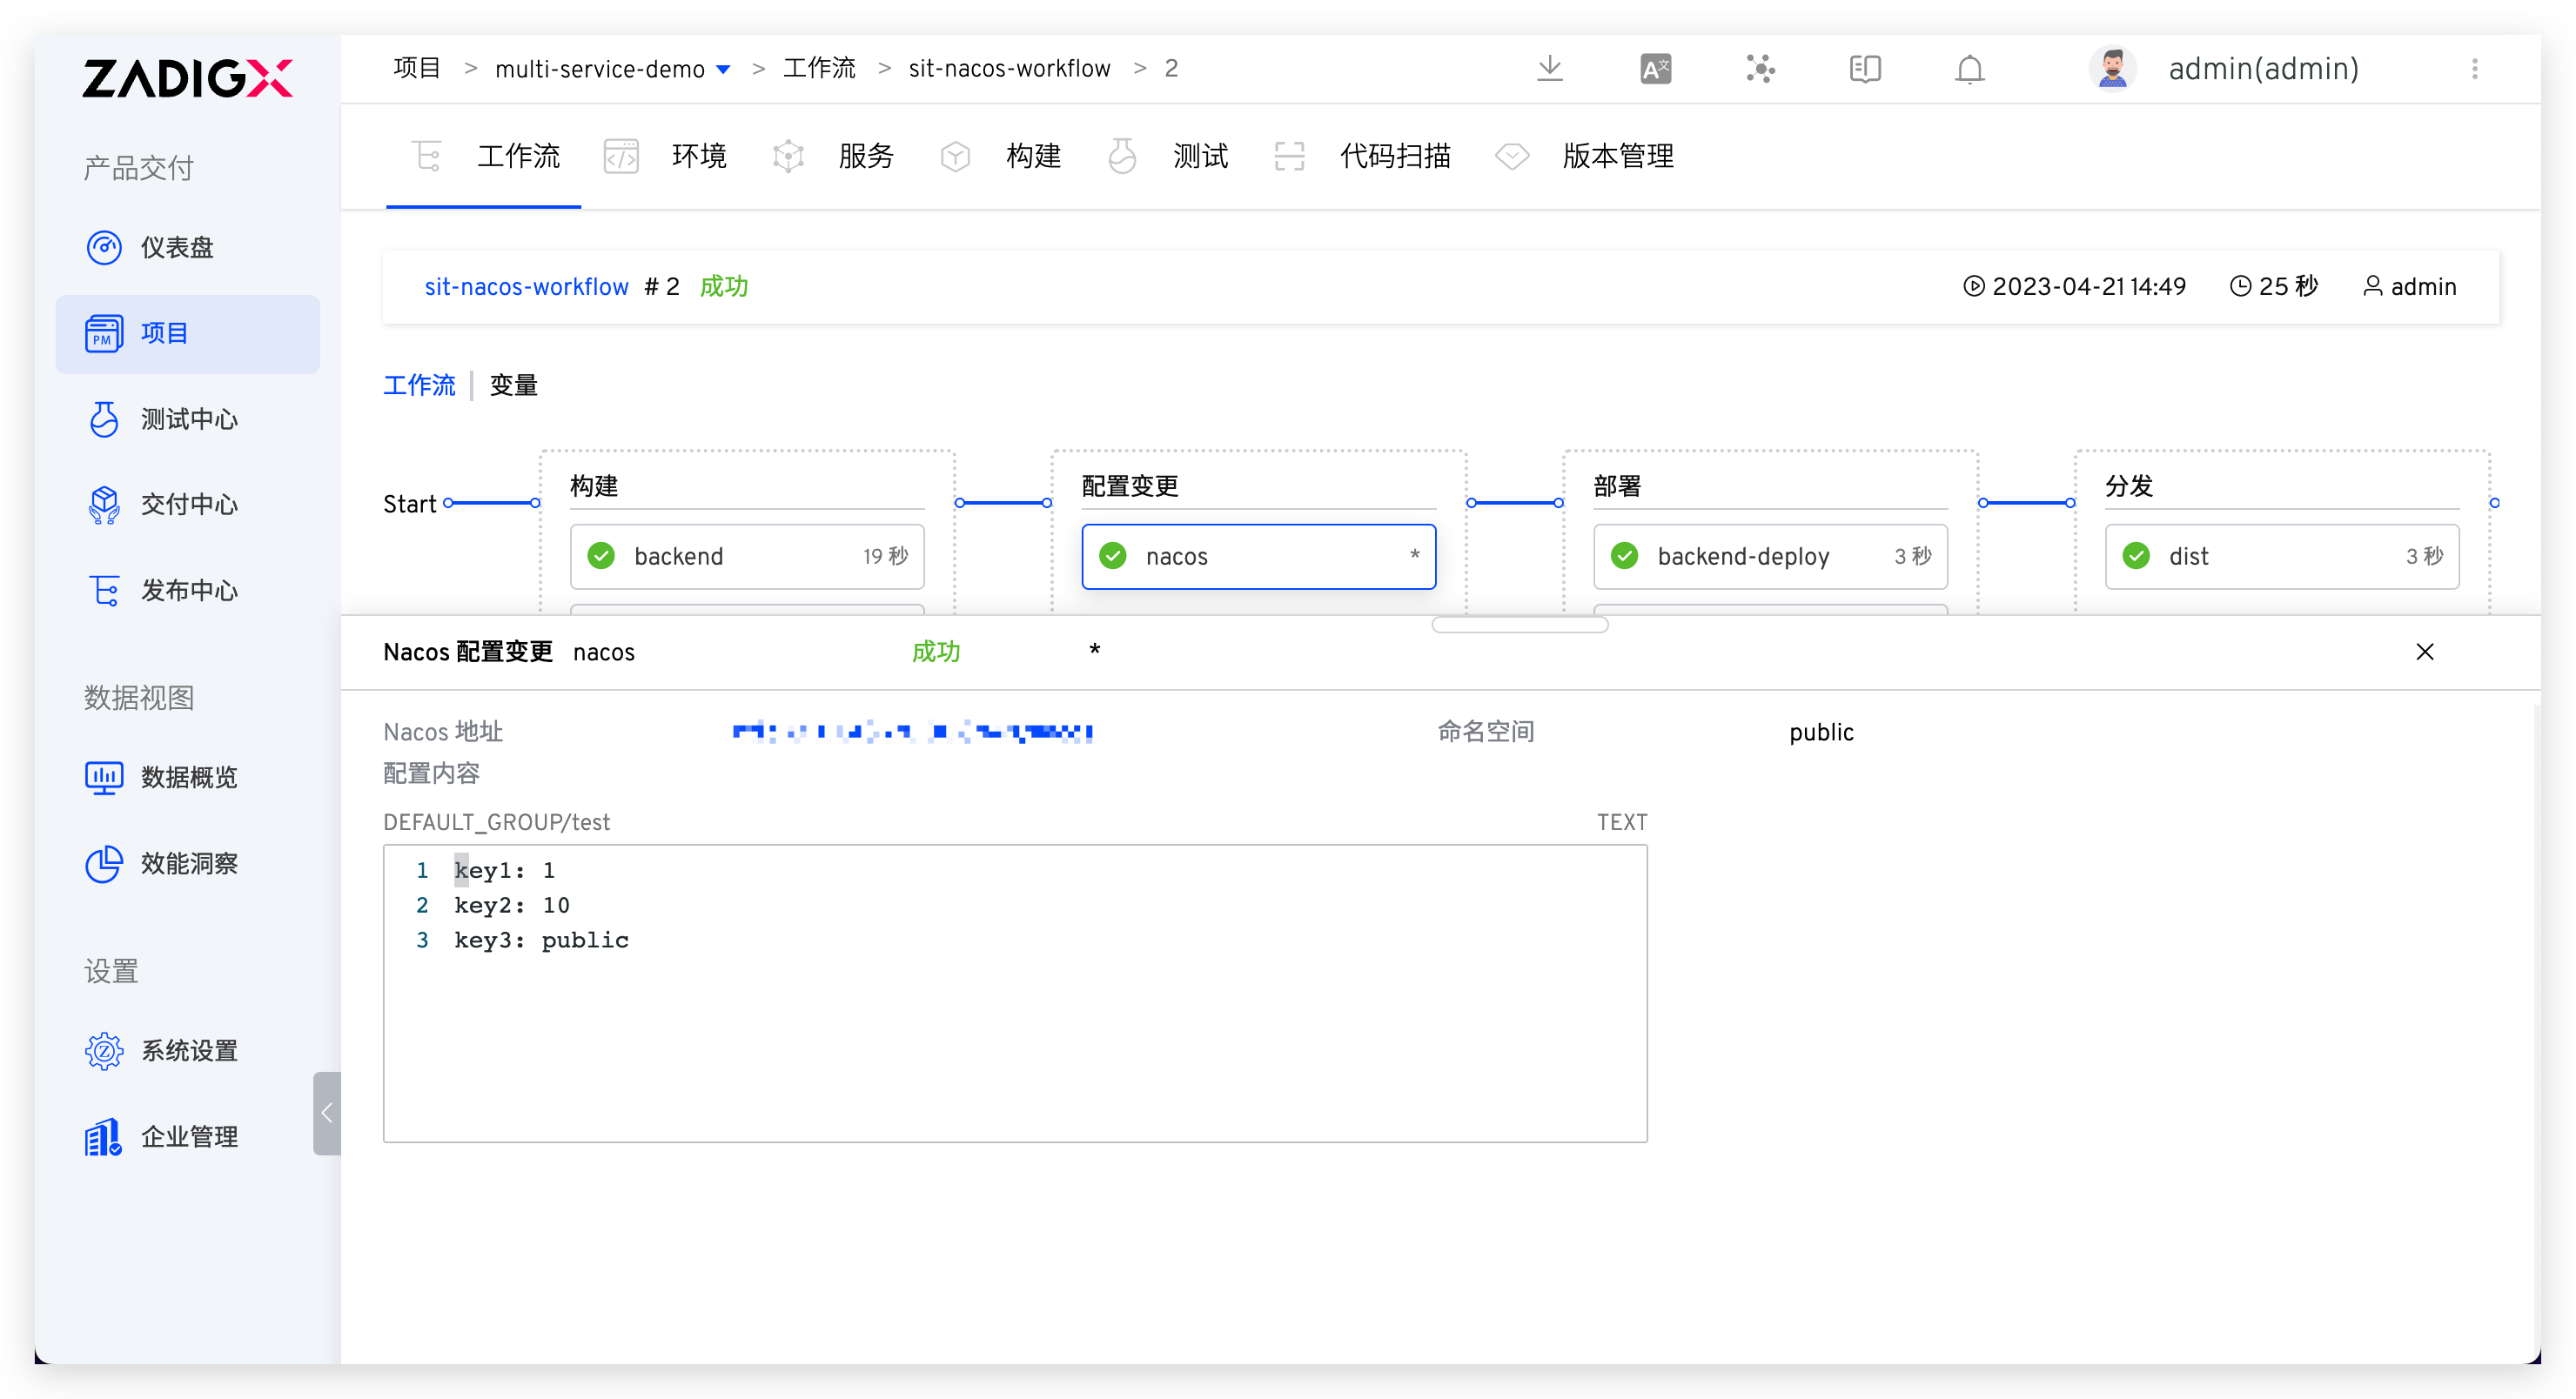 ZADIGX
产品交付
仪表盘
PM
项目
测试中心
交付中心
发布中心
数据视图
数据概览
效能洞察
设置
系统设置
企业管理
项目 > multi-service-demo > 工作流 > sit-nacos-workflow > 2
admin(admin)
工作流 环境 服务 构建 测试 代码扫描 版本管理
sit-nacos-workflow # 2 成功 2023-04-21 14:49 25 秒 admin
工作流 变量
Start
构建
backend 19 秒
配置变更
nacos *
部署
backend-deploy 3 秒
分发
dist 3 秒
Nacos 配置变更 nacos 成功 *
Nacos 地址 命名空间 public
配置内容
DEFAULT_GROUP/test TEXT
1 key1: 1
2 key2: 10
3 key3: public